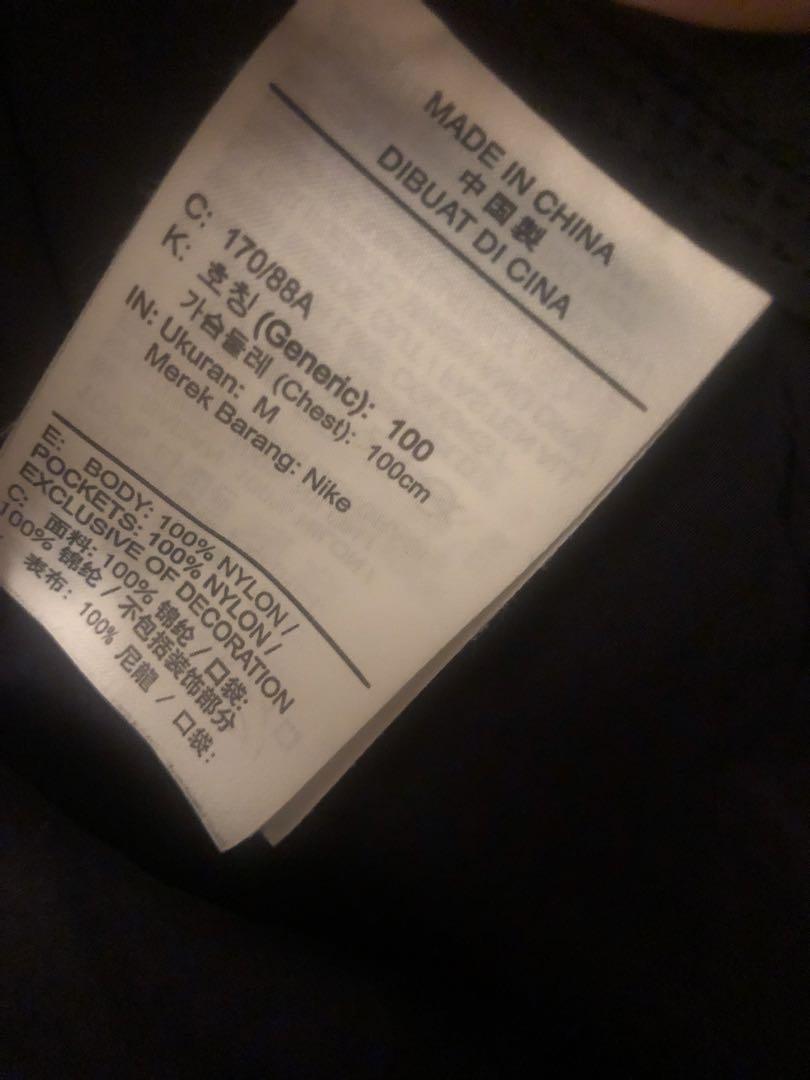 MADE IN CHINA
中国製
DIBUAT DI CINA
C: 170/88A
K: 호칭 (Generic): 100
가슴둘레 (Chest): 100cm
IN: Ukuran: M
Merek Barang: Nike
E: BODY: 100% NYLON/
POCKETS: 100% NYLON/
EXCLUSIVE OF DECORATION
C: 面料: 100% 锦纶 / 口袋:
100% 锦纶 / 不包括装饰部分
表布: 100% 尼龍 / 口袋: